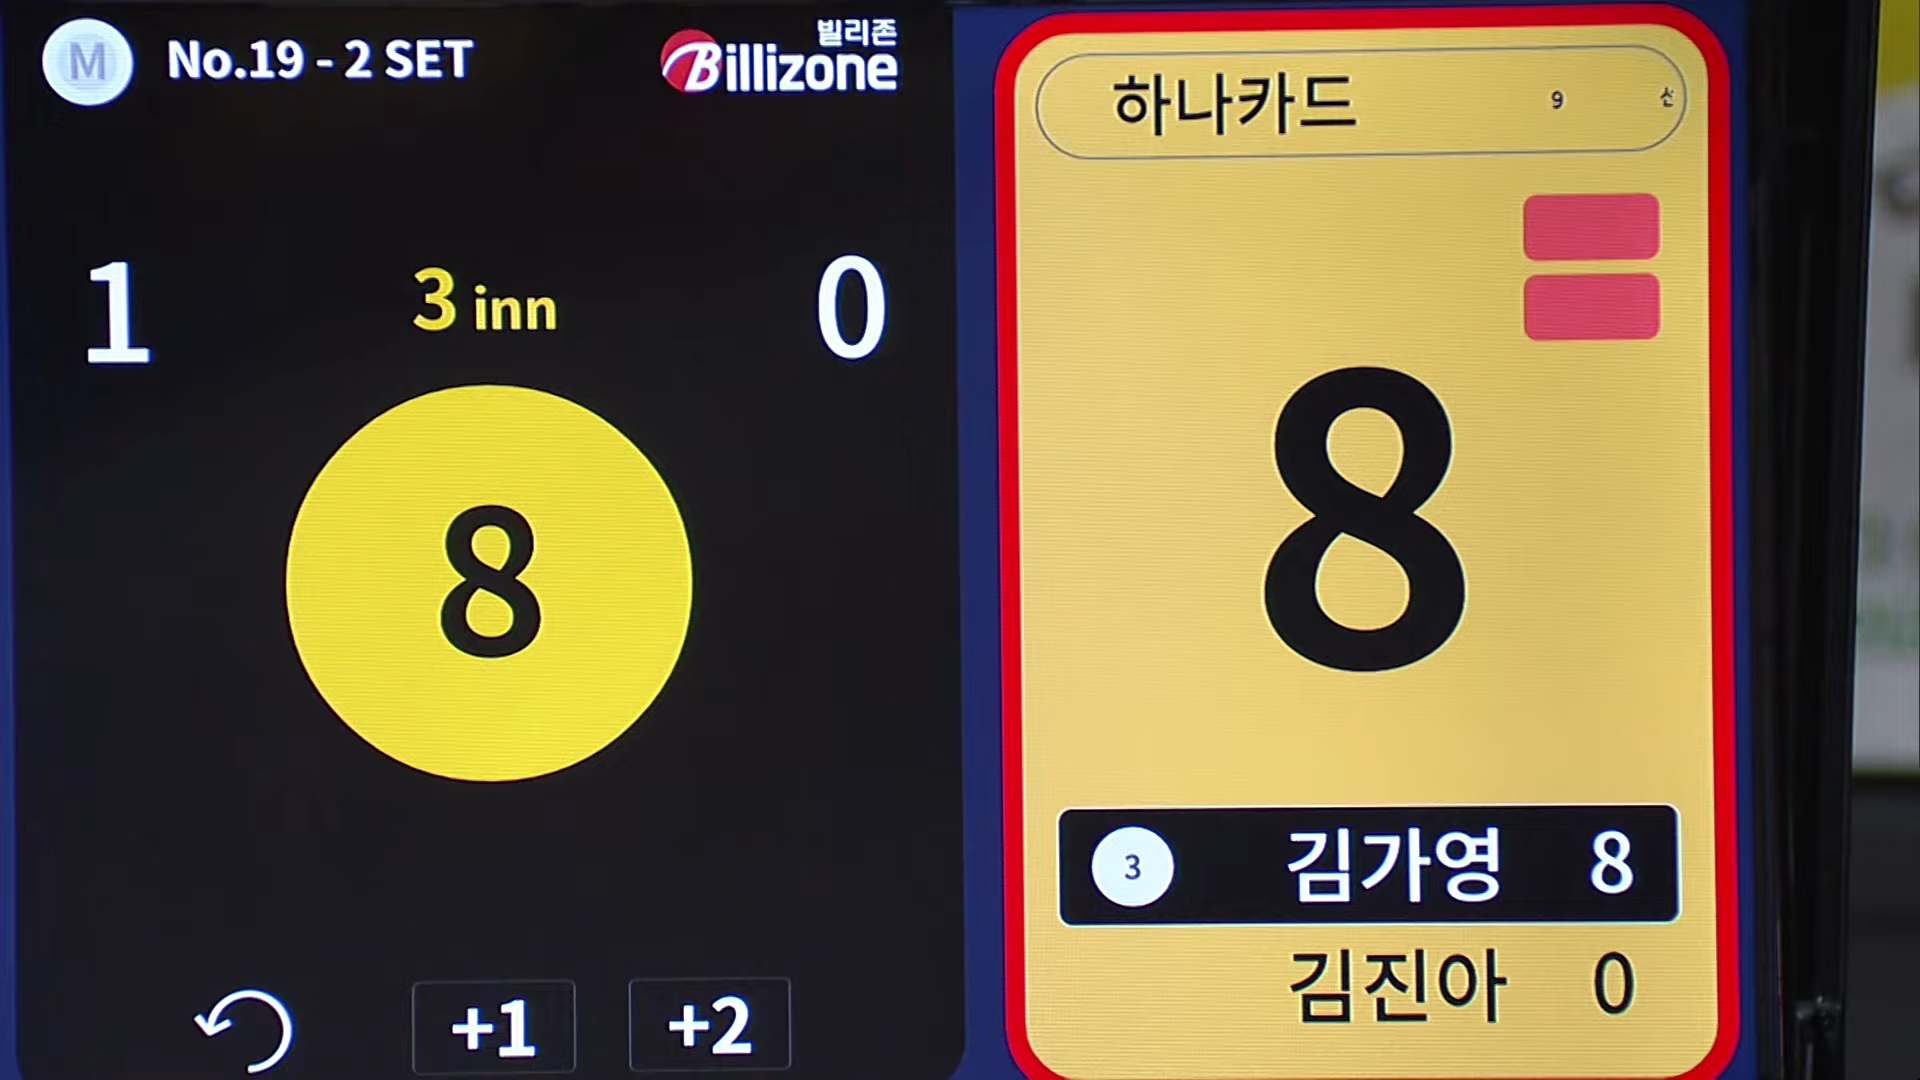 M No.19 - 2 SET
빌리존
Billizone
1 3 inn 0
8
+1 +2
하나카드 9 선
8
3 김가영 8
김진아 0